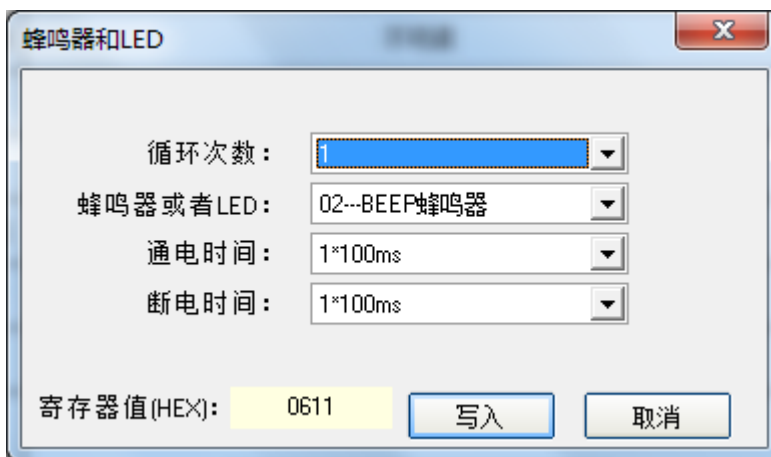 蜂鸣器和LED
循环次数： 1
蜂鸣器或者LED： 02---BEEP蜂鸣器
通电时间： 1*100ms
断电时间： 1*100ms
寄存器值(HEX)： 0611 写入 取消